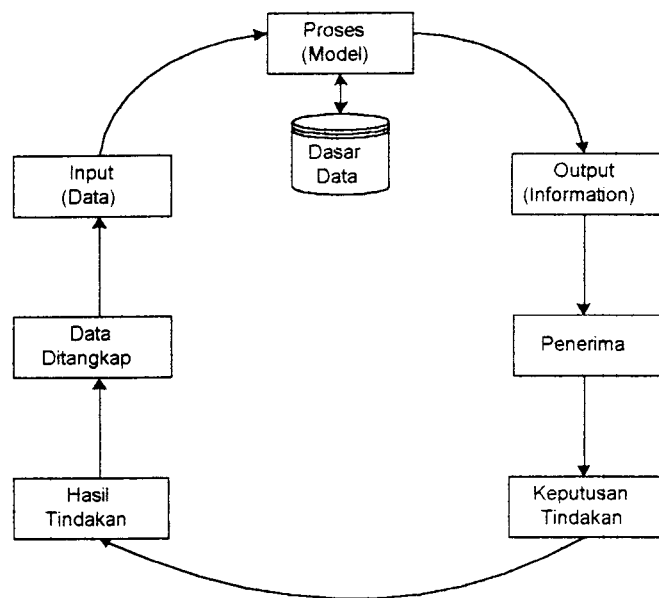 Proses
(Model)
Dasar
Data
Input
(Data)
Output
(Information)
Data
Ditangkap
Penerima
Hasil
Tindakan
Keputusan
Tindakan